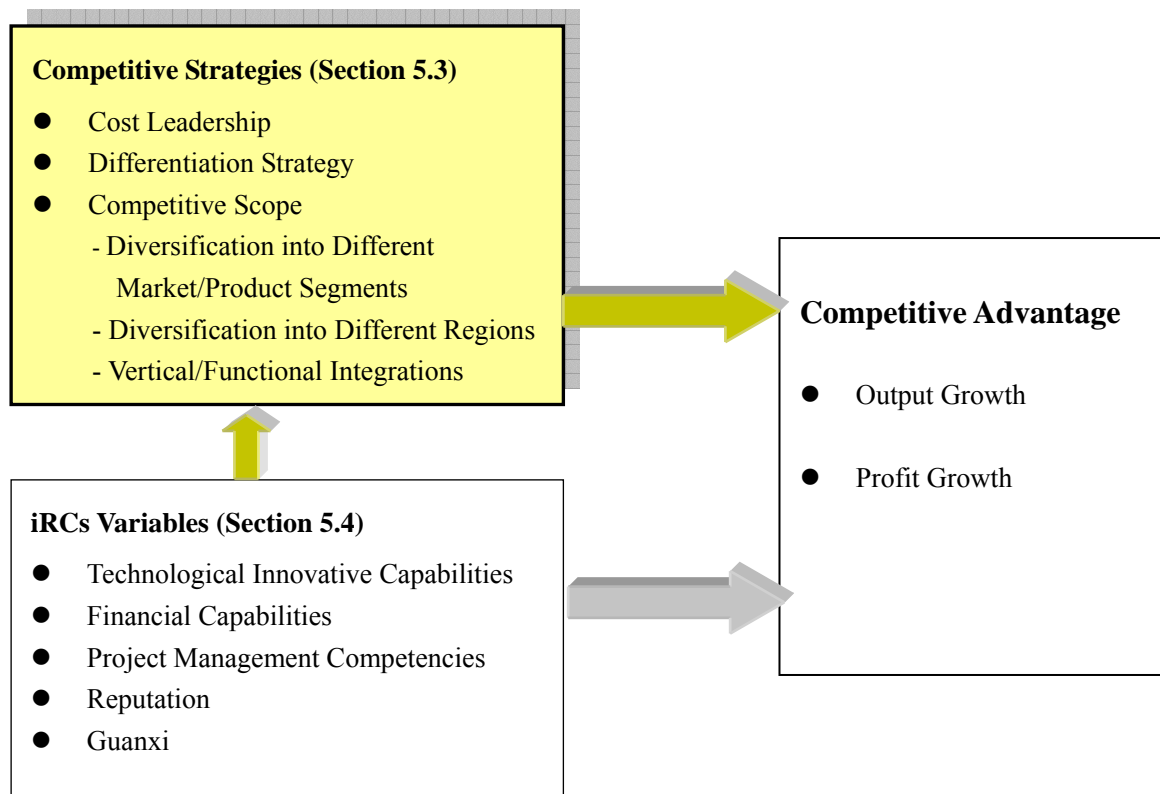 Competitive Strategies (Section 5.3)
● Cost Leadership
● Differentiation Strategy
● Competitive Scope
- Diversification into Different
Market/Product Segments
- Diversification into Different Regions
- Vertical/Functional Integrations
iRCs Variables (Section 5.4)
● Technological Innovative Capabilities
● Financial Capabilities
● Project Management Competencies
● Reputation
● Guanxi
Competitive Advantage
● Output Growth
● Profit Growth